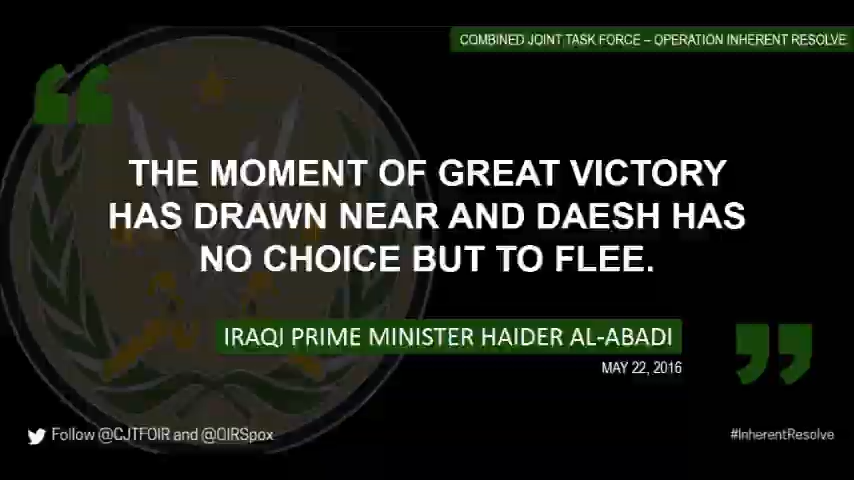 COMBINED JOINT TASK FORCE – OPERATION INHERENT RESOLVE
THE MOMENT OF GREAT VICTORY
HAS DRAWN NEAR AND DAESH HAS
NO CHOICE BUT TO FLEE.
IRAQI PRIME MINISTER HAIDER AL-ABADI
MAY 22, 2016
Follow @CJTFOIR and @OIRSpox
#InherentResolve